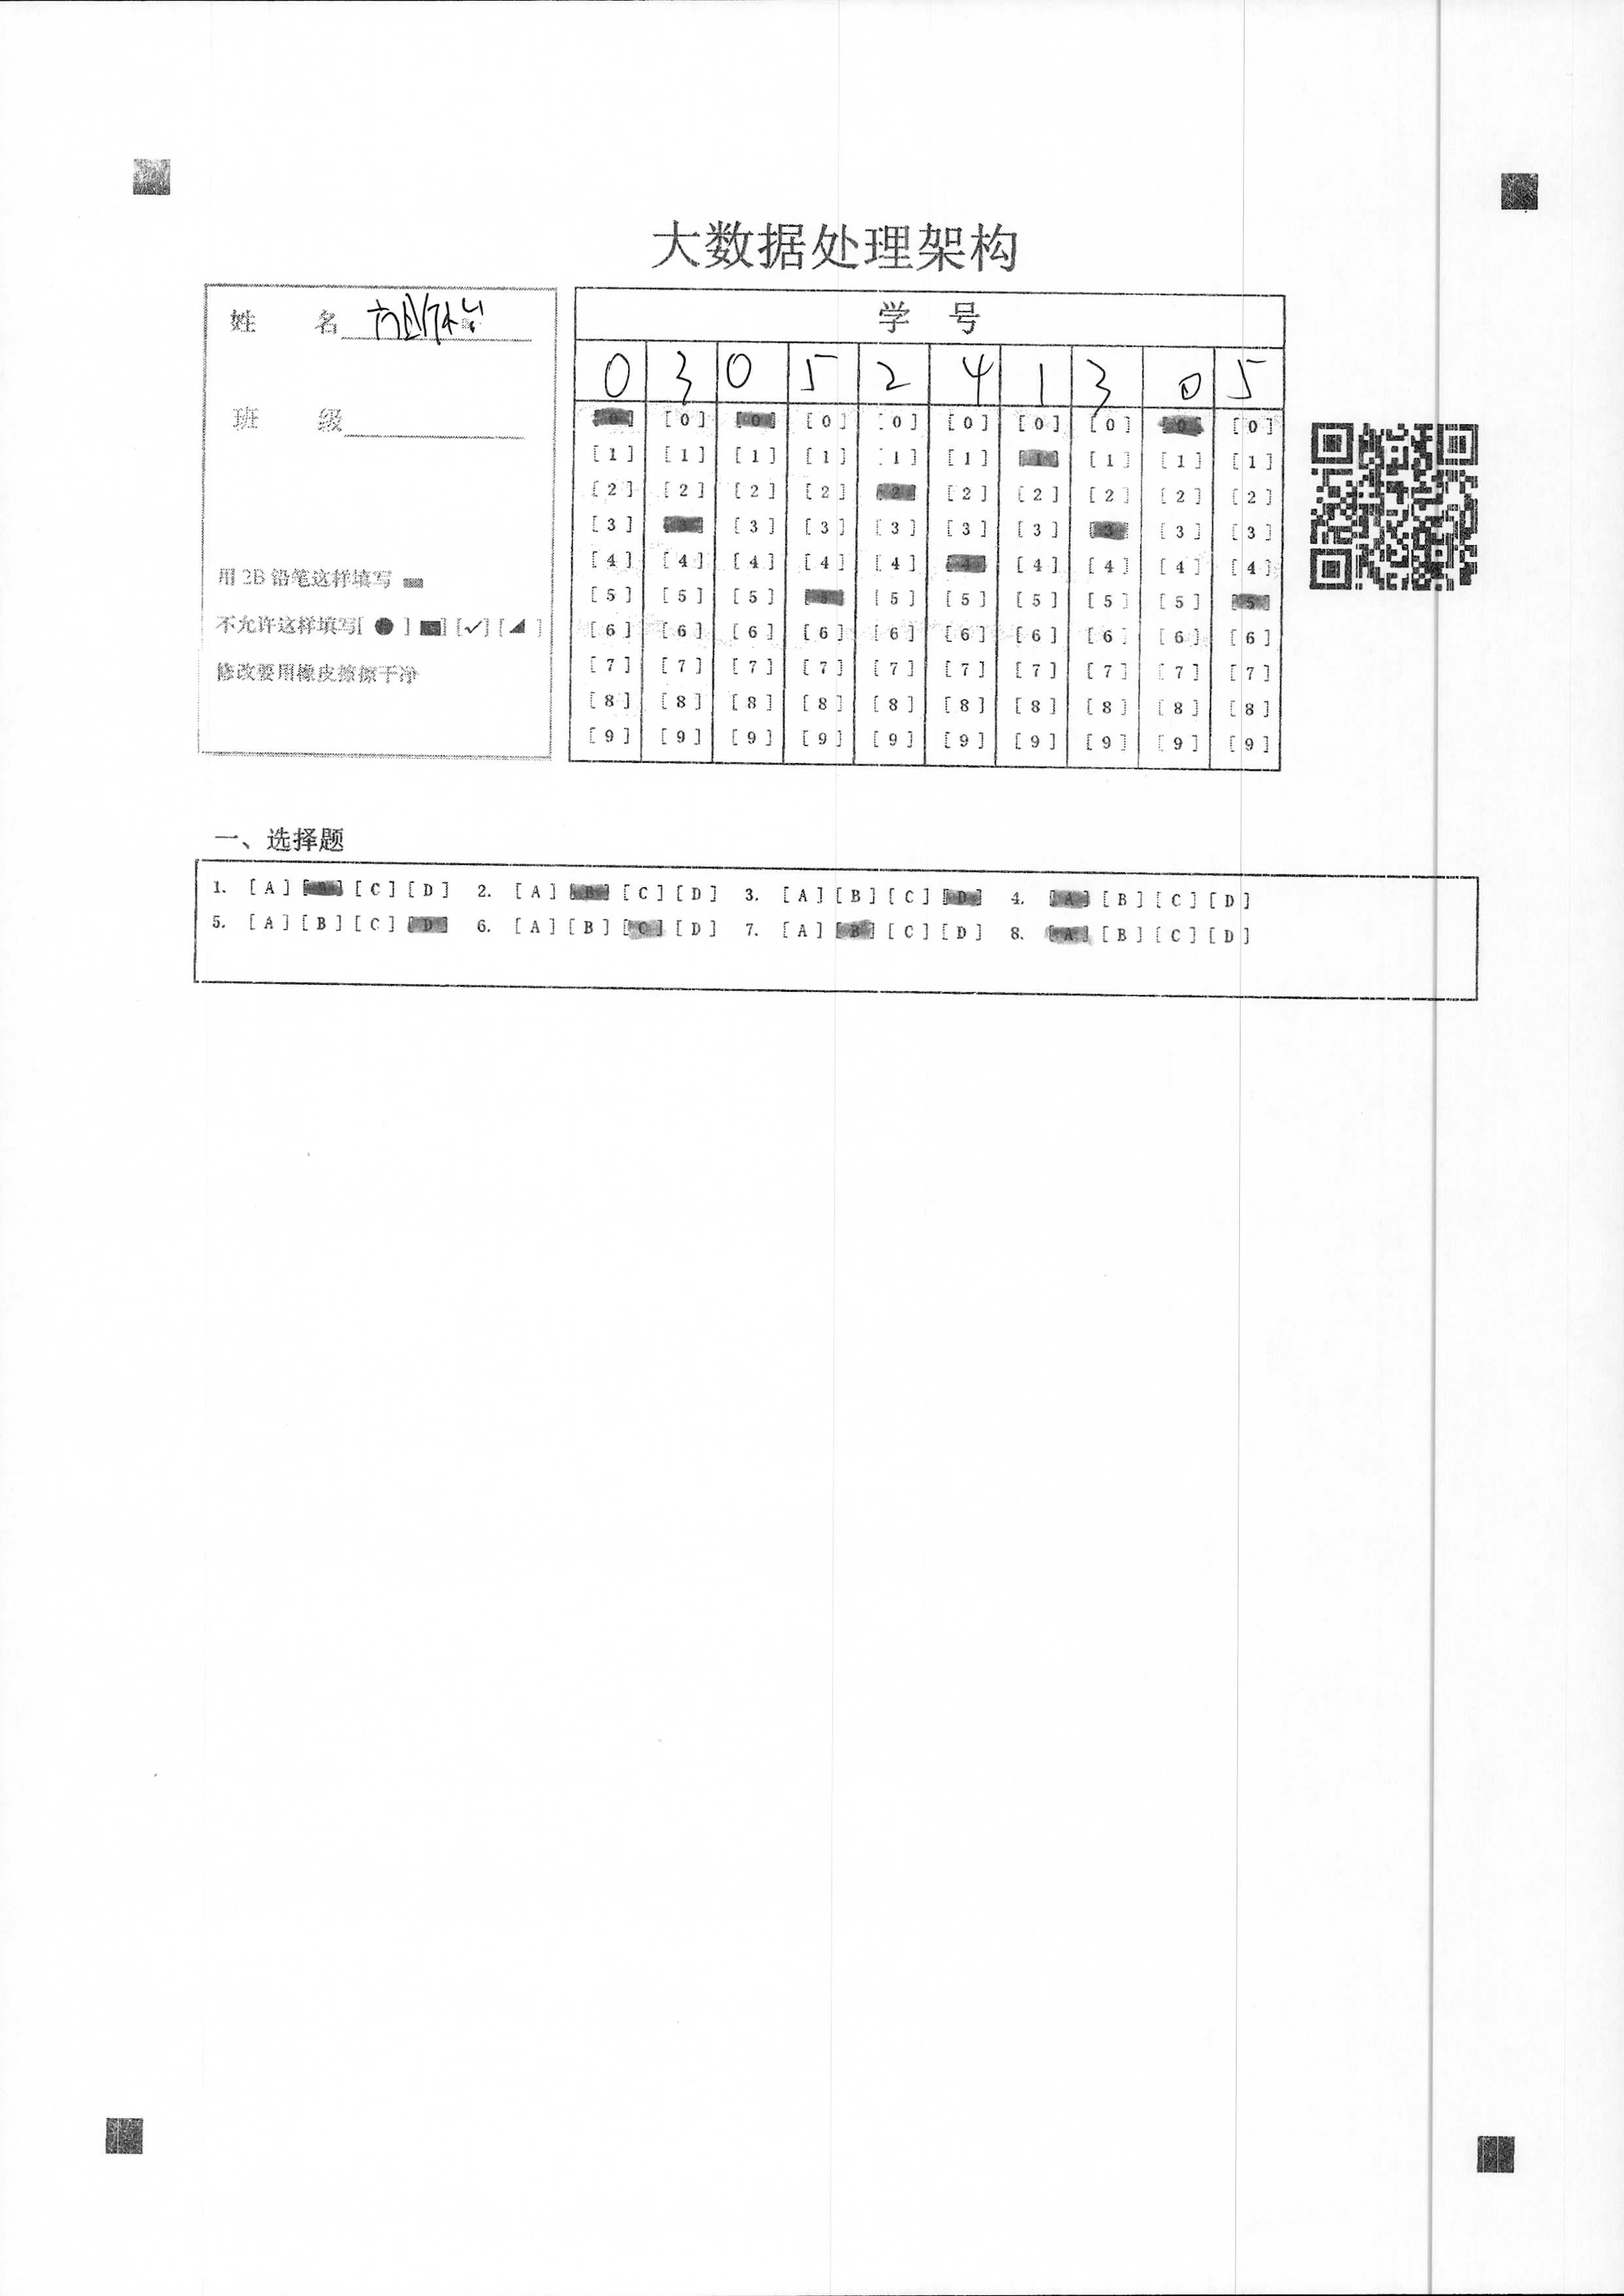 大数据处理架构
姓 名
班 级
用 2B 铅笔这样填写
不允许这样填写[ ● ] [■] [✓] [◢ ]
修改要用橡皮擦擦干净
学 号
0 3 0 5 2 4 1 3 0 5
[0] [0] [0] [0] [0] [0] [0] [0] [0] [0]
[1] [1] [1] [1] [1] [1] [1] [1] [1] [1]
[2] [2] [2] [2] [2] [2] [2] [2] [2] [2]
[3] [3] [3] [3] [3] [3] [3] [3] [3] [3]
[4] [4] [4] [4] [4] [4] [4] [4] [4] [4]
[5] [5] [5] [5] [5] [5] [5] [5] [5] [5]
[6] [6] [6] [6] [6] [6] [6] [6] [6] [6]
[7] [7] [7] [7] [7] [7] [7] [7] [7] [7]
[8] [8] [8] [8] [8] [8] [8] [8] [8] [8]
[9] [9] [9] [9] [9] [9] [9] [9] [9] [9]
一、选择题
1. [A] [B] [C] [D] 2. [A] [B] [C] [D] 3. [A] [B] [C] [D] 4. [A] [B] [C] [D]
5. [A] [B] [C] [D] 6. [A] [B] [C] [D] 7. [A] [B] [C] [D] 8. [A] [B] [C] [D]